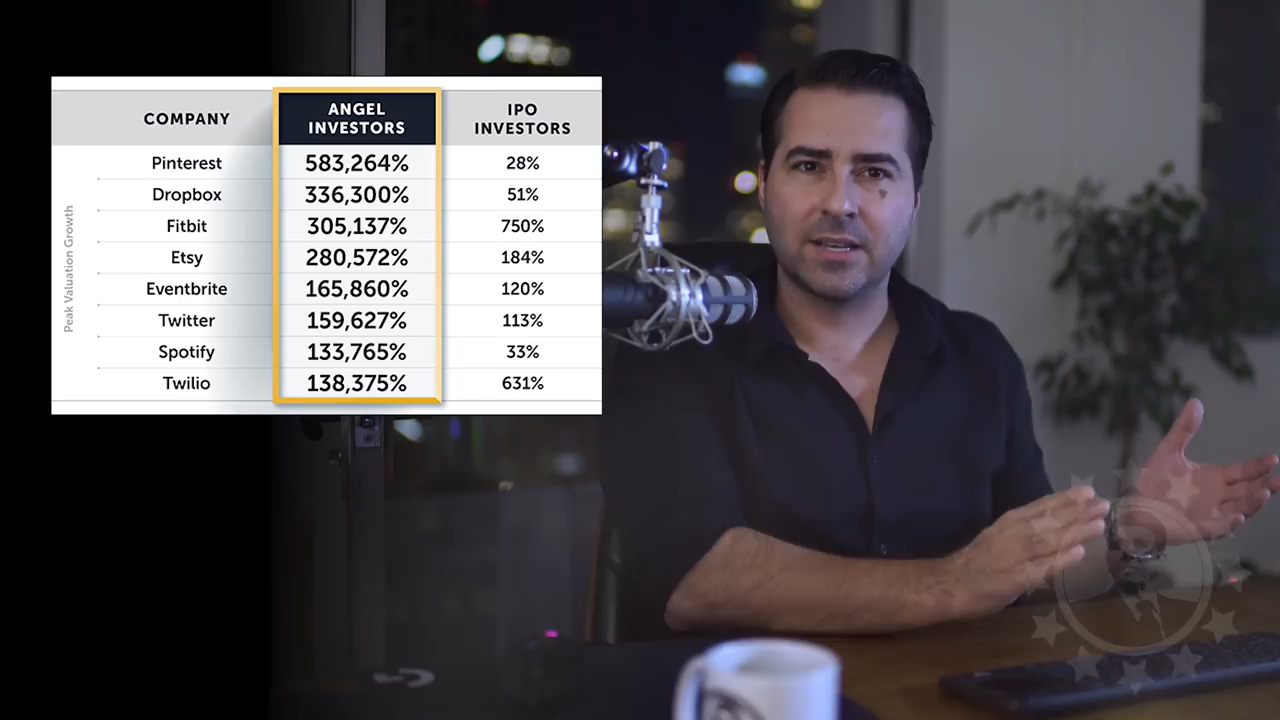 COMPANY ANGEL INVESTORS IPO INVESTORS
Pinterest 583,264% 28%
Dropbox 336,300% 51%
Fitbit 305,137% 750%
Etsy 280,572% 184%
Eventbrite 165,860% 120%
Twitter 159,627% 113%
Spotify 133,765% 33%
Twilio 138,375% 631%
Peak Valuation Growth